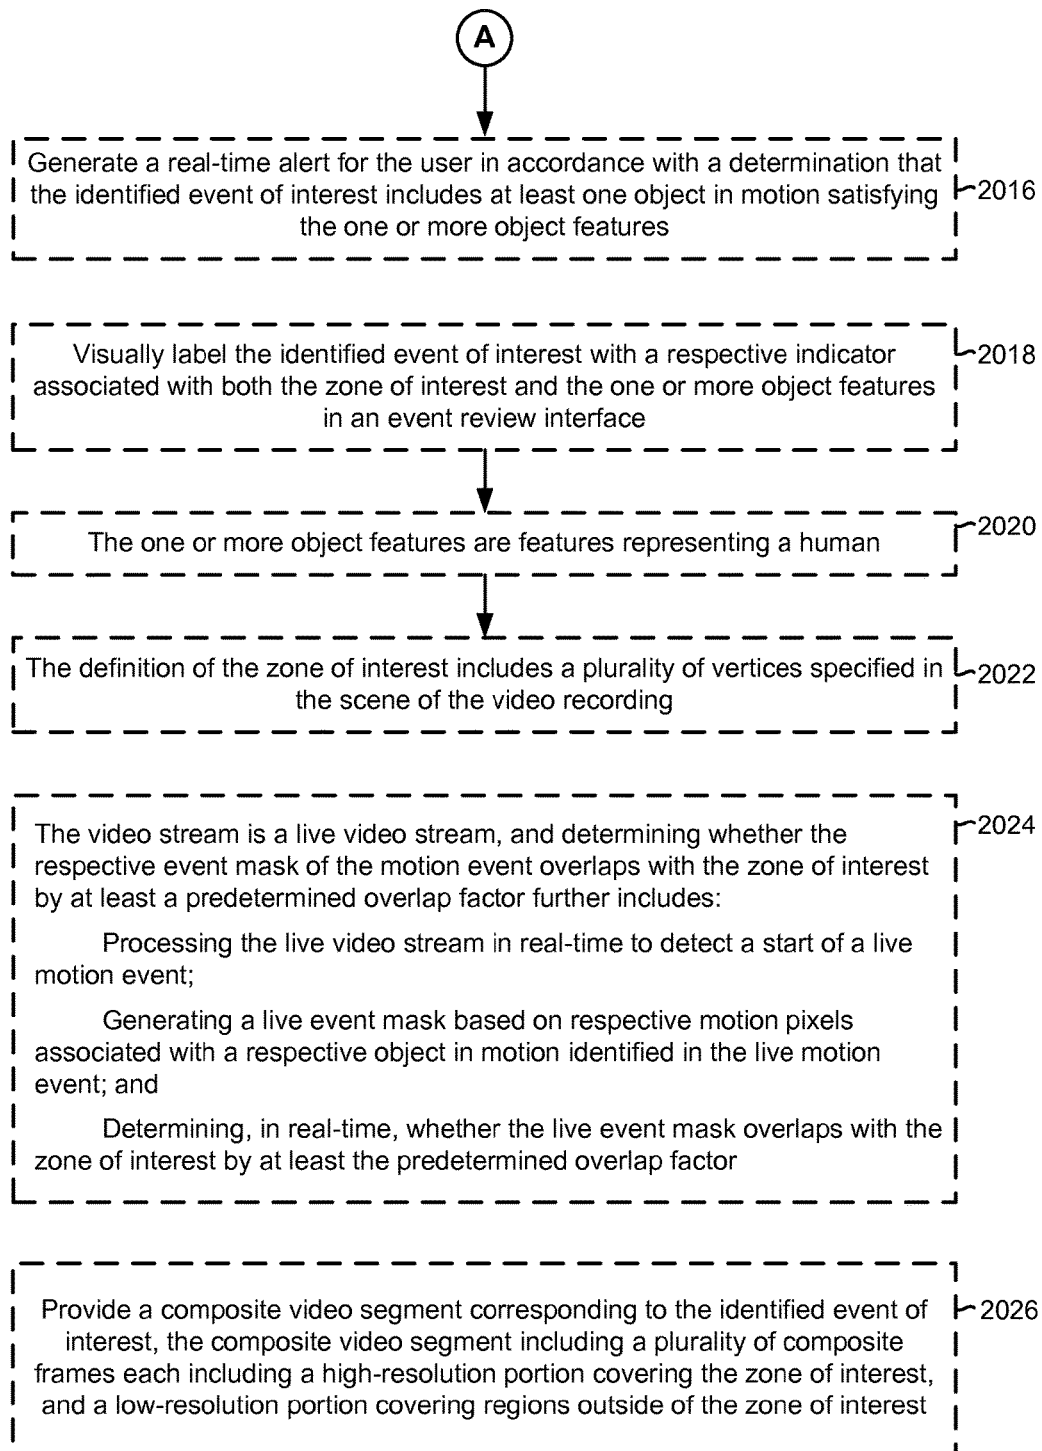 A
Generate a real-time alert for the user in accordance with a determination that
the identified event of interest includes at least one object in motion satisfying
the one or more object features
2016
Visually label the identified event of interest with a respective indicator
associated with both the zone of interest and the one or more object features
in an event review interface
2018
The one or more object features are features representing a human
2020
The definition of the zone of interest includes a plurality of vertices specified in
the scene of the video recording
2022
The video stream is a live video stream, and determining whether the
respective event mask of the motion event overlaps with the zone of interest
by at least a predetermined overlap factor further includes:
Processing the live video stream in real-time to detect a start of a live
motion event;
Generating a live event mask based on respective motion pixels
associated with a respective object in motion identified in the live motion
event; and
Determining, in real-time, whether the live event mask overlaps with the
zone of interest by at least the predetermined overlap factor
2024
Provide a composite video segment corresponding to the identified event of
interest, the composite video segment including a plurality of composite
frames each including a high-resolution portion covering the zone of interest,
and a low-resolution portion covering regions outside of the zone of interest
2026